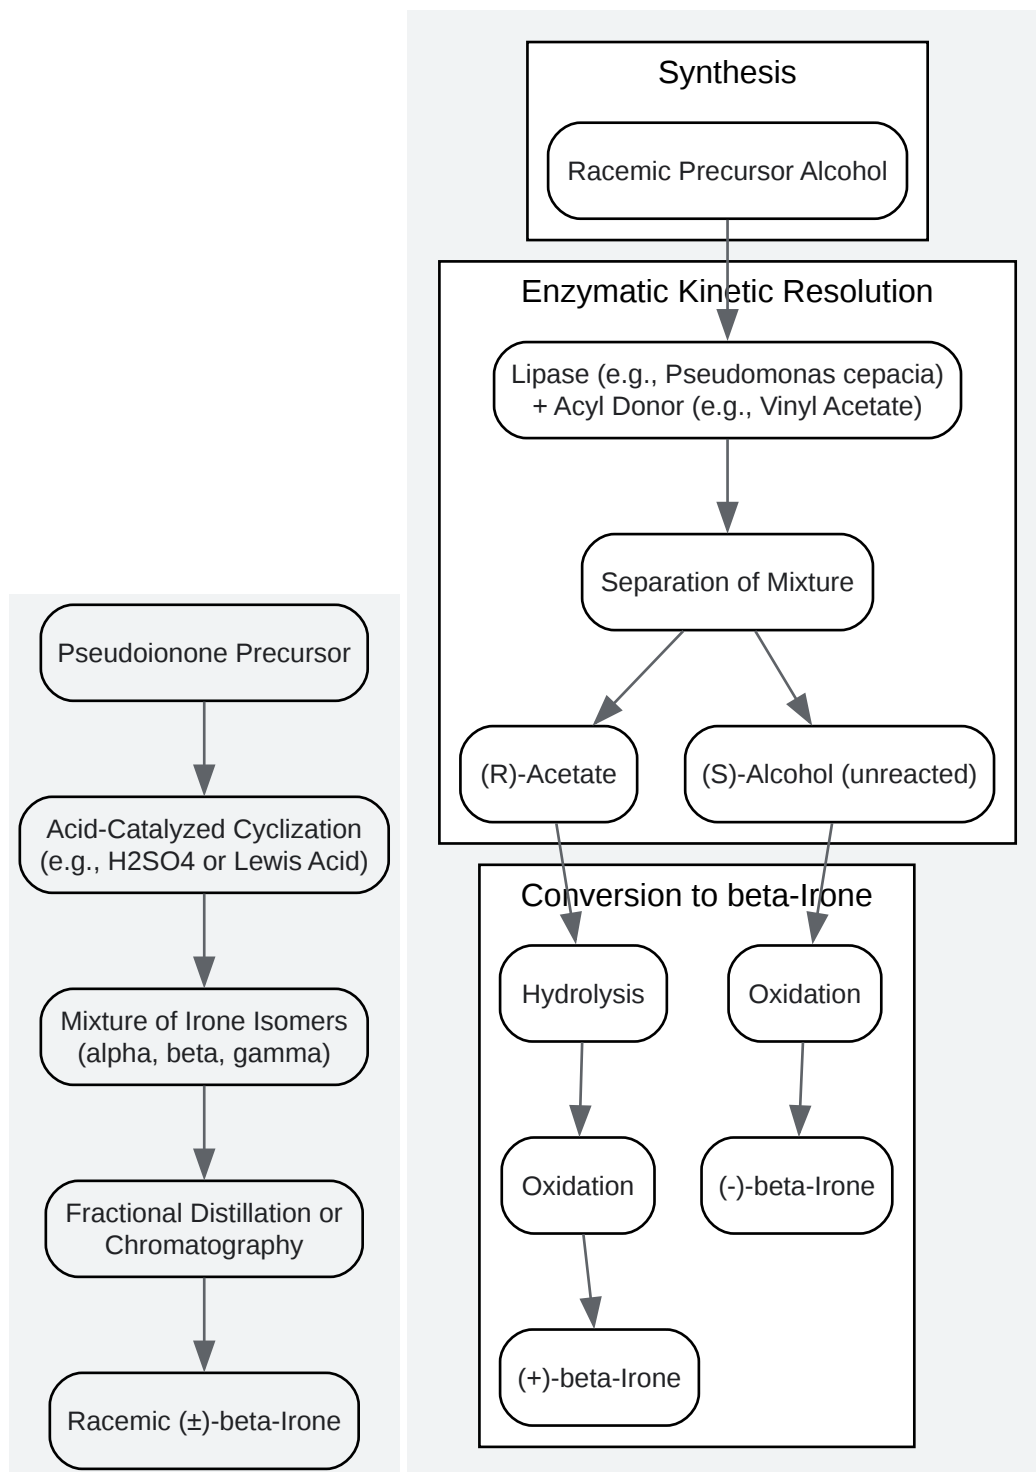 Synthesis
Racemic Precursor Alcohol
Enzymatic Kinetic Resolution
Lipase (e.g., Pseudomonas cepacia)
+ Acyl Donor (e.g., Vinyl Acetate)
Separation of Mixture
(R)-Acetate
(S)-Alcohol (unreacted)
Conversion to beta-Irone
Hydrolysis
Oxidation
Oxidation
(-)-beta-Irone
(+)-beta-Irone
Pseudoionone Precursor
Acid-Catalyzed Cyclization
(e.g., H2SO4 or Lewis Acid)
Mixture of Irone Isomers
(alpha, beta, gamma)
Fractional Distillation or
Chromatography
Racemic (±)-beta-Irone